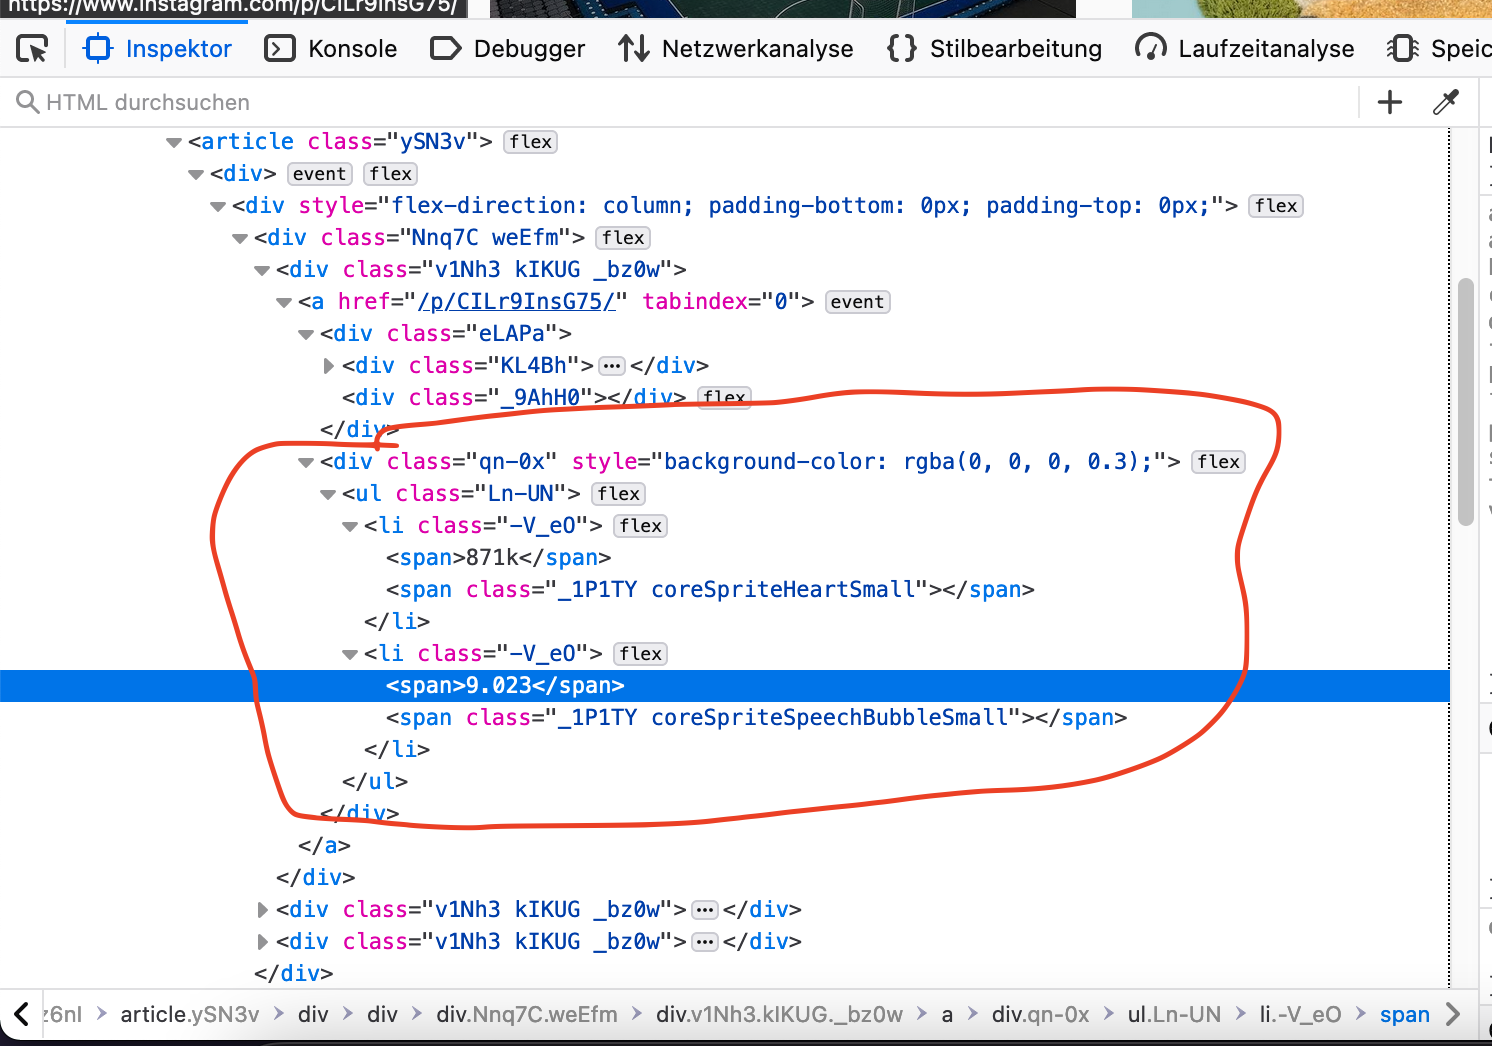 https://www.instagram.com/p/CILr9InsG75/
Inspektor Konsole Debugger Netzwerkanalyse Stilbearbeitung Laufzeitanalyse Speic
HTML durchsuchen
<article class="ySN3v"> flex
<div> event flex
<div style="flex-direction: column; padding-bottom: 0px; padding-top: 0px;"> flex
<div class="Nnq7C weEfm"> flex
<div class="v1Nh3 kIKUG _bz0w">
<a href="/p/CILr9InsG75/" tabindex="0"> event
<div class="eLAPa">
<div class="KL4Bh">…</div>
<div class="_9AhH0"></div> flex
</div>
<div class="qn-0x" style="background-color: rgba(0, 0, 0, 0.3);"> flex
<ul class="Ln-UN"> flex
<li class="-V_eO"> flex
<span>871k</span>
<span class="_1P1TY coreSpriteHeartSmall"></span>
</li>
<li class="-V_eO"> flex
<span>9.023</span>
<span class="_1P1TY coreSpriteSpeechBubbleSmall"></span>
</li>
</ul>
</div>
</a>
</div>
<div class="v1Nh3 kIKUG _bz0w">…</div>
<div class="v1Nh3 kIKUG _bz0w">…</div>
</div>
z6nl > article.ySN3v > div > div > div.Nnq7C.weEfm > div.v1Nh3.kIKUG._bz0w > a > div.qn-0x > ul.Ln-UN > li.-V_eO > span